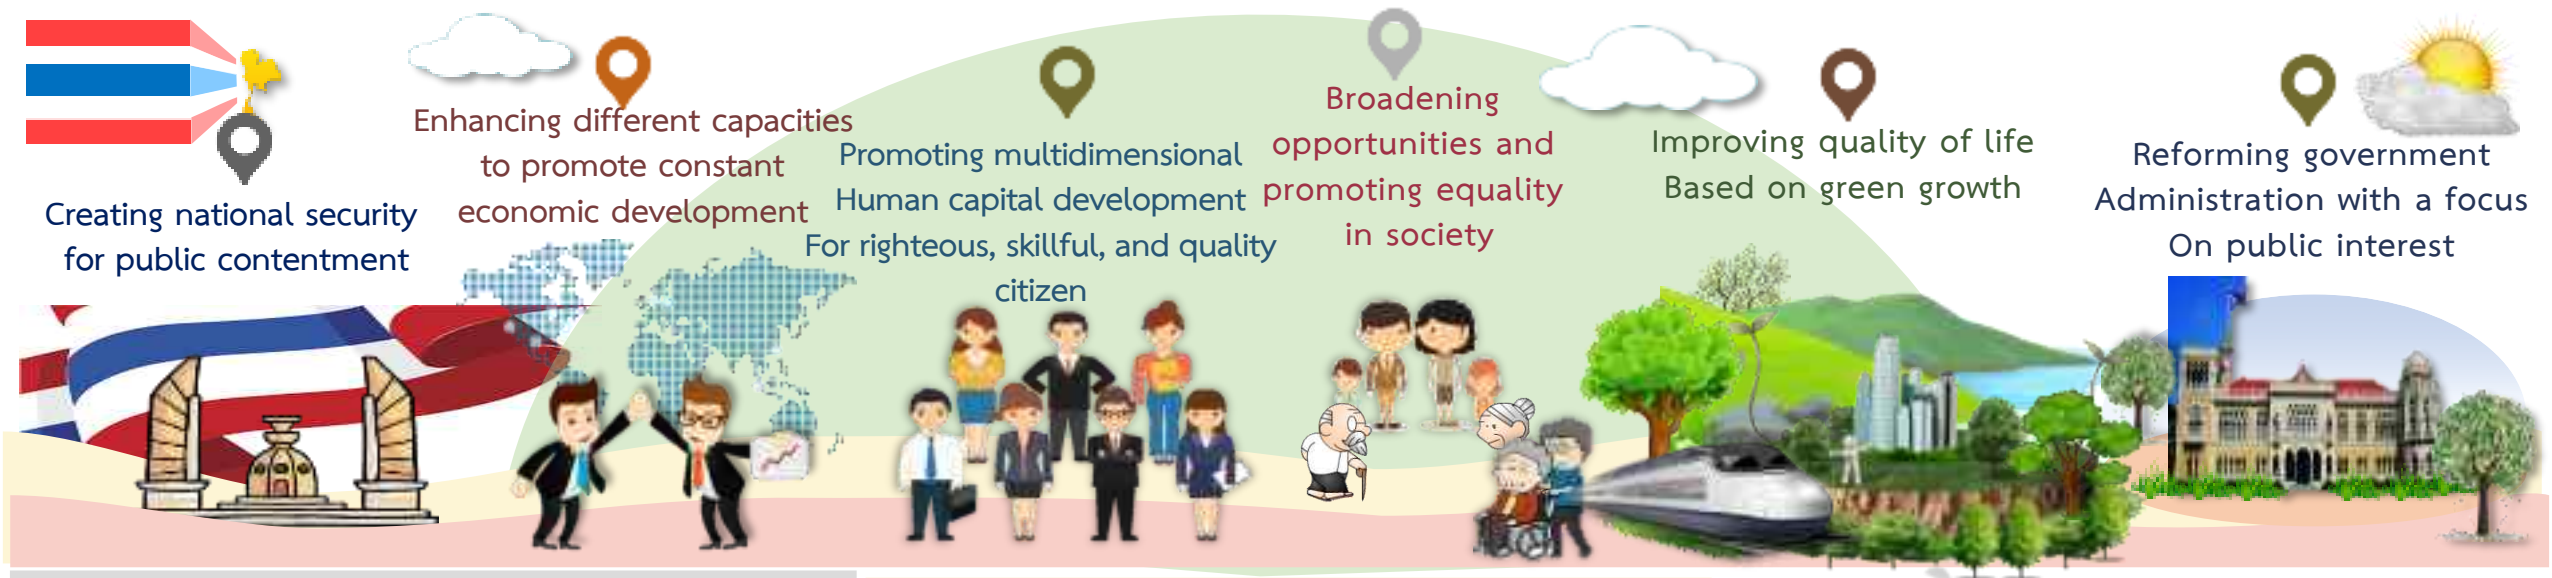 Creating national security
for public contentment
Enhancing different capacities
to promote constant
economic development
Promoting multidimensional
Human capital development
For righteous, skillful, and quality
citizen
Broadening
opportunities and
promoting equality
in society
Improving quality of life
Based on green growth
Reforming government
Administration with a focus
On public interest